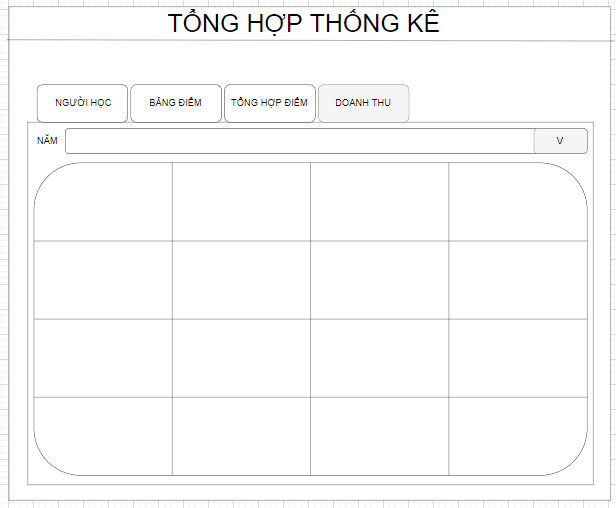 TỔNG HỢP THỐNG KÊ
NGƯỜI HỌC
BẢNG ĐIỂM
TỔNG HỢP ĐIỂM
DOANH THU
NĂM
V